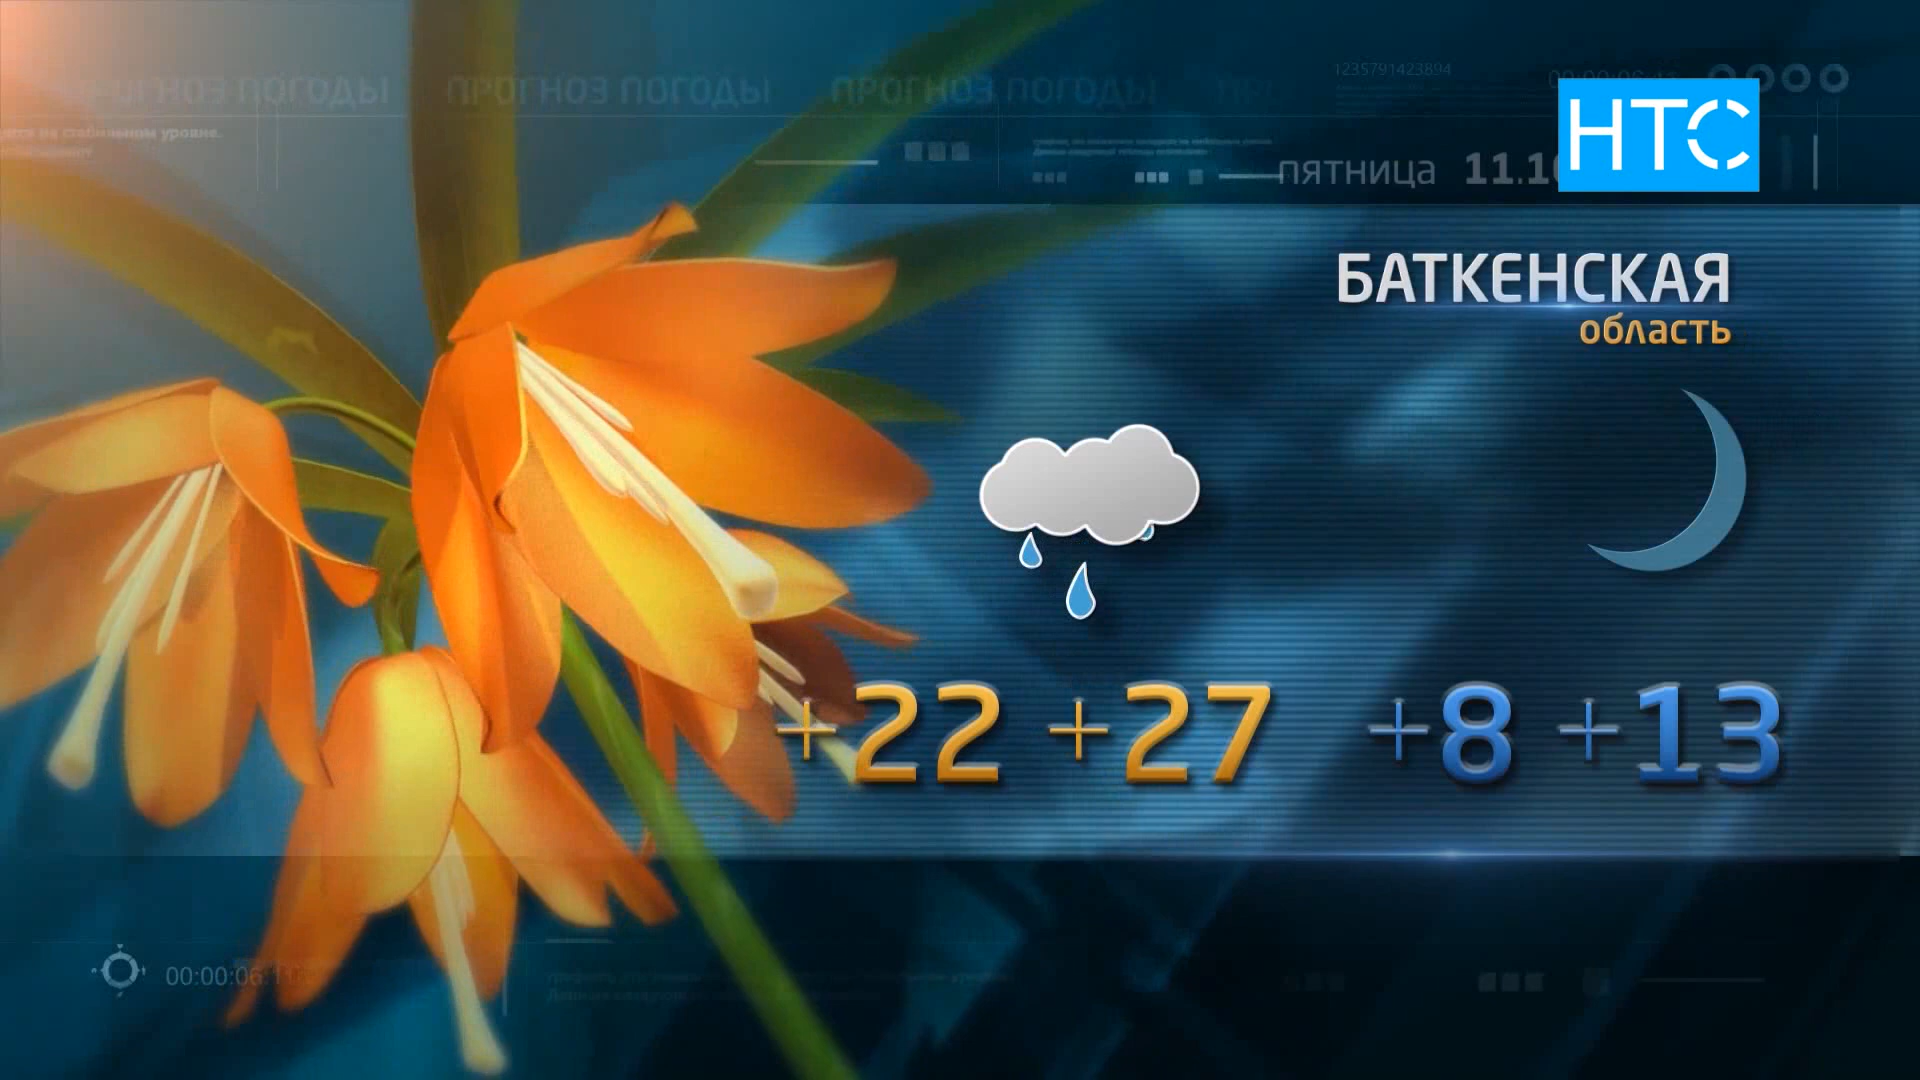 ПРОГНОЗ ПОГОДЫ ПРОГНОЗ ПОГОДЫ ПРОГНОЗ ПОГОДЫ
1235791423894
НТС
пятница 11.1
БАТКЕНСКАЯ
область
+22 +27 +8 +13
00:00:06:11